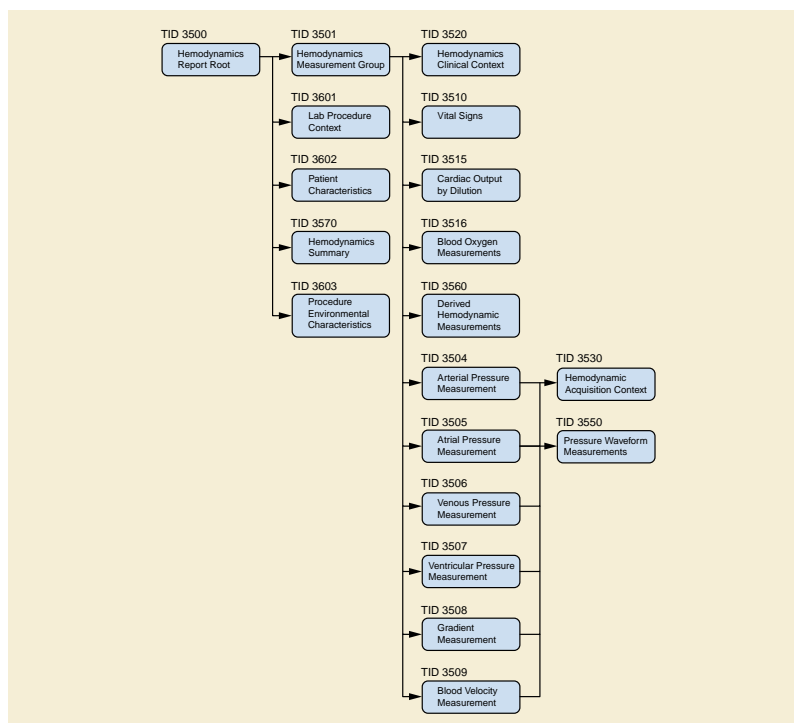 TID 3500
Hemodynamics
Report Root
TID 3501
Hemodynamics
Measurement Group
TID 3601
Lab Procedure
Context
TID 3602
Patient
Characteristics
TID 3570
Hemodynamics
Summary
TID 3603
Procedure
Environmental
Characteristics
TID 3520
Hemodynamics
Clinical Context
TID 3510
Vital Signs
TID 3515
Cardiac Output
by Dilution
TID 3516
Blood Oxygen
Measurements
TID 3560
Derived
Hemodynamic
Measurements
TID 3504
Arterial Pressure
Measurement
TID 3505
Atrial Pressure
Measurement
TID 3506
Venous Pressure
Measurement
TID 3507
Ventricular Pressure
Measurement
TID 3508
Gradient
Measurement
TID 3509
Blood Velocity
Measurement
TID 3530
Hemodynamic
Acquisition Context
TID 3550
Pressure Waveform
Measurements